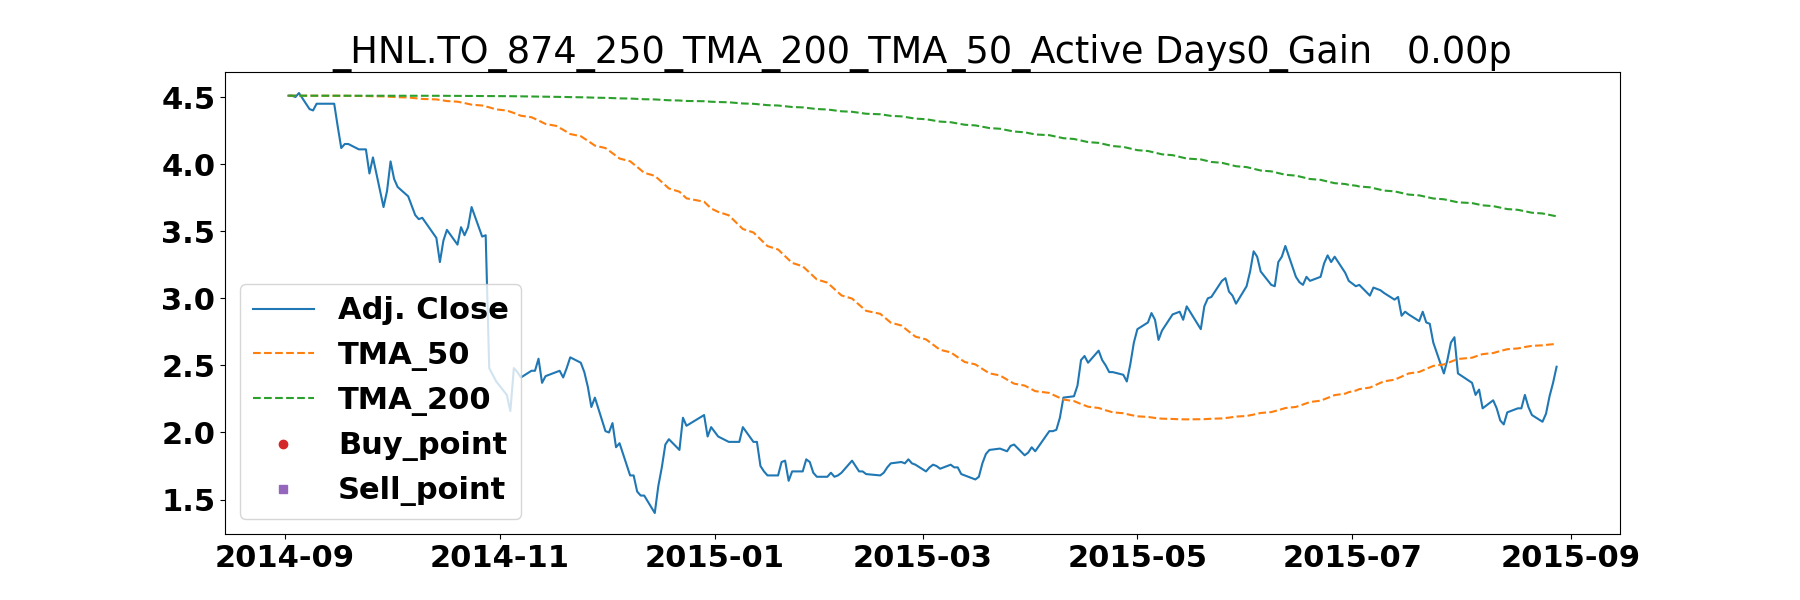 _HNL.TO_874_250_TMA_200_TMA_50_Active Days0_Gain   0.00p
4.5
4.0
3.5
3.0
2.5
2.0
1.5
Adj. Close
TMA_50
TMA_200
Buy_point
Sell_point
2014-09 2014-11 2015-01 2015-03 2015-05 2015-07 2015-09